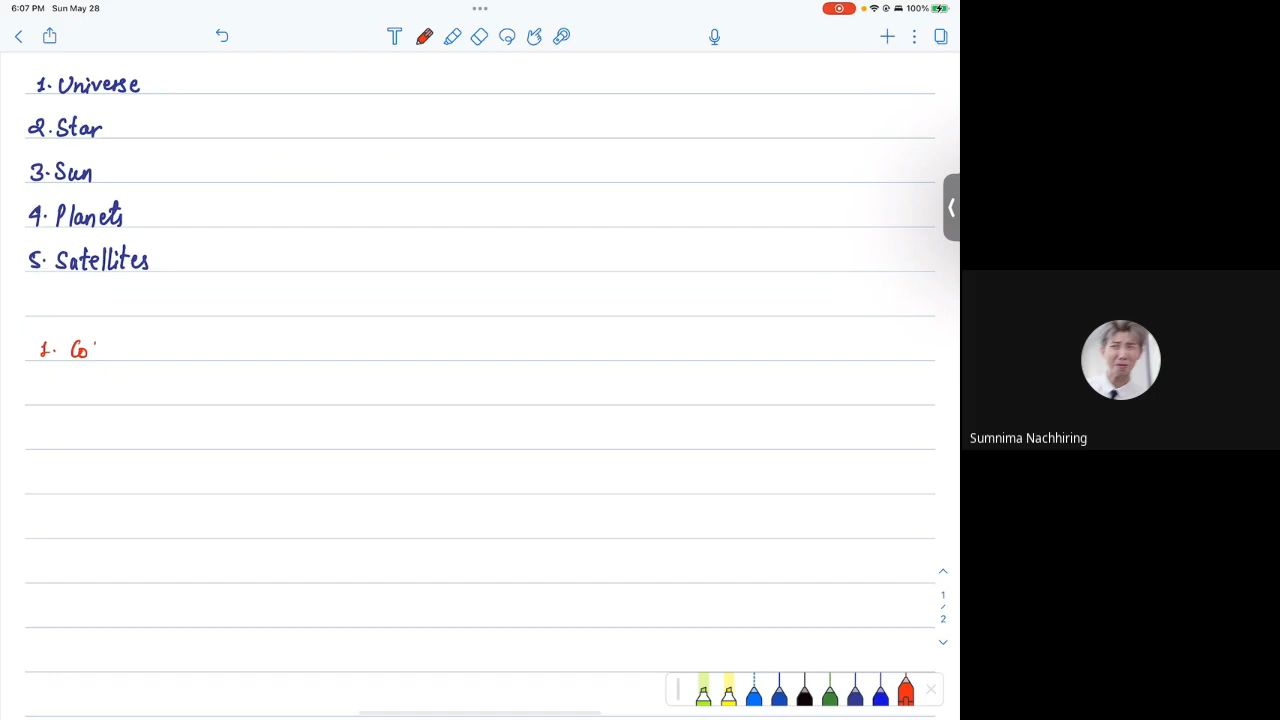 6:07 PM Sun May 28
100%
T
1. Universe
2. Star
3. Sun
4. Planets
5. Satellites
1. Co
1
/
2
Sumnima Nachhiring